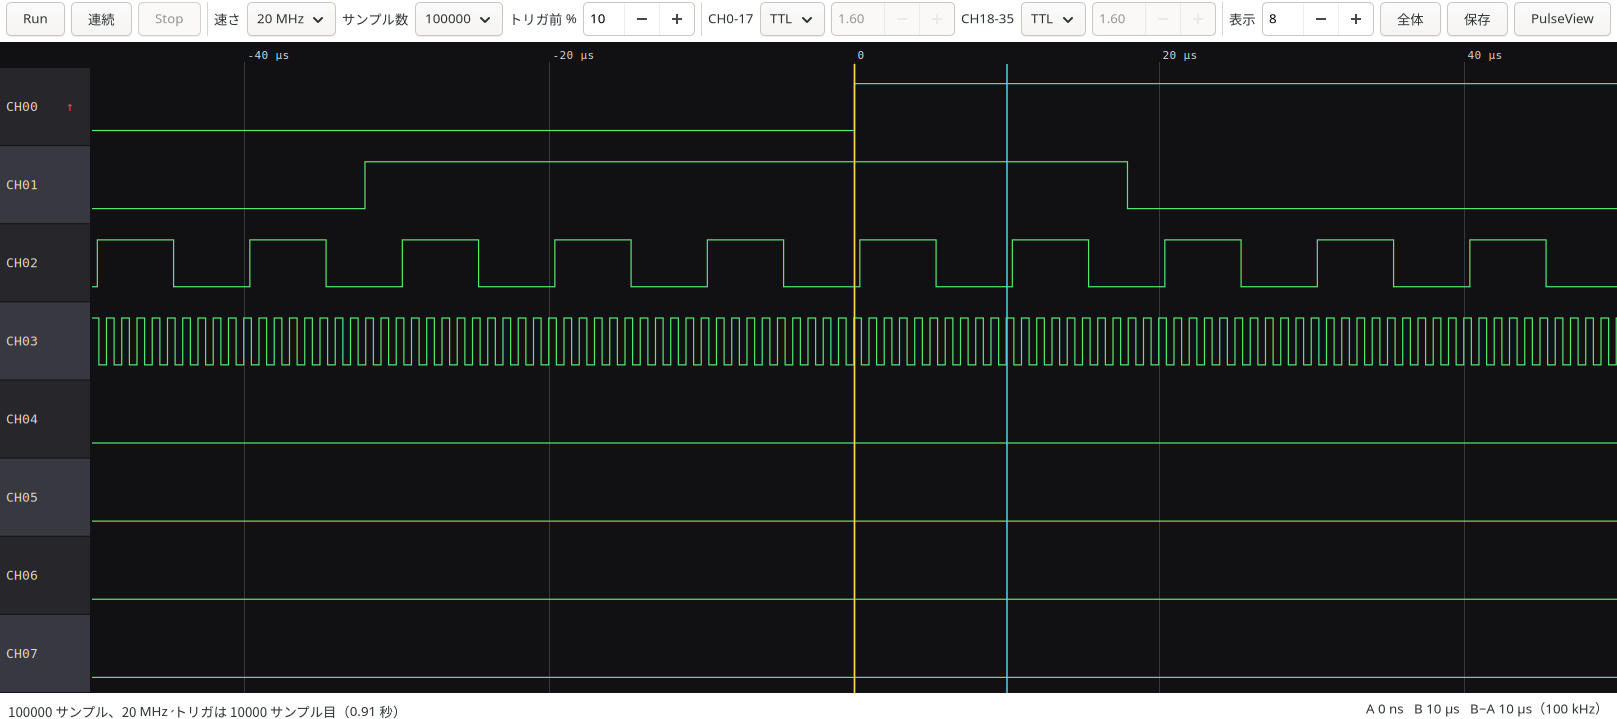 Run 連続 Stop 速さ 20 MHz サンプル数 100000 トリガ前 % 10 − + CH0-17 TTL 1.60 − + CH18-35 TTL 1.60 − + 表示 8 − + 全体 保存 PulseView
-40 µs -20 µs 0 20 µs 40 µs
CH00 ↑
CH01
CH02
CH03
CH04
CH05
CH06
CH07
100000 サンプル、20 MHz・トリガは 10000 サンプル目（0.91 秒） A 0 ns B 10 µs B−A 10 µs（100 kHz）